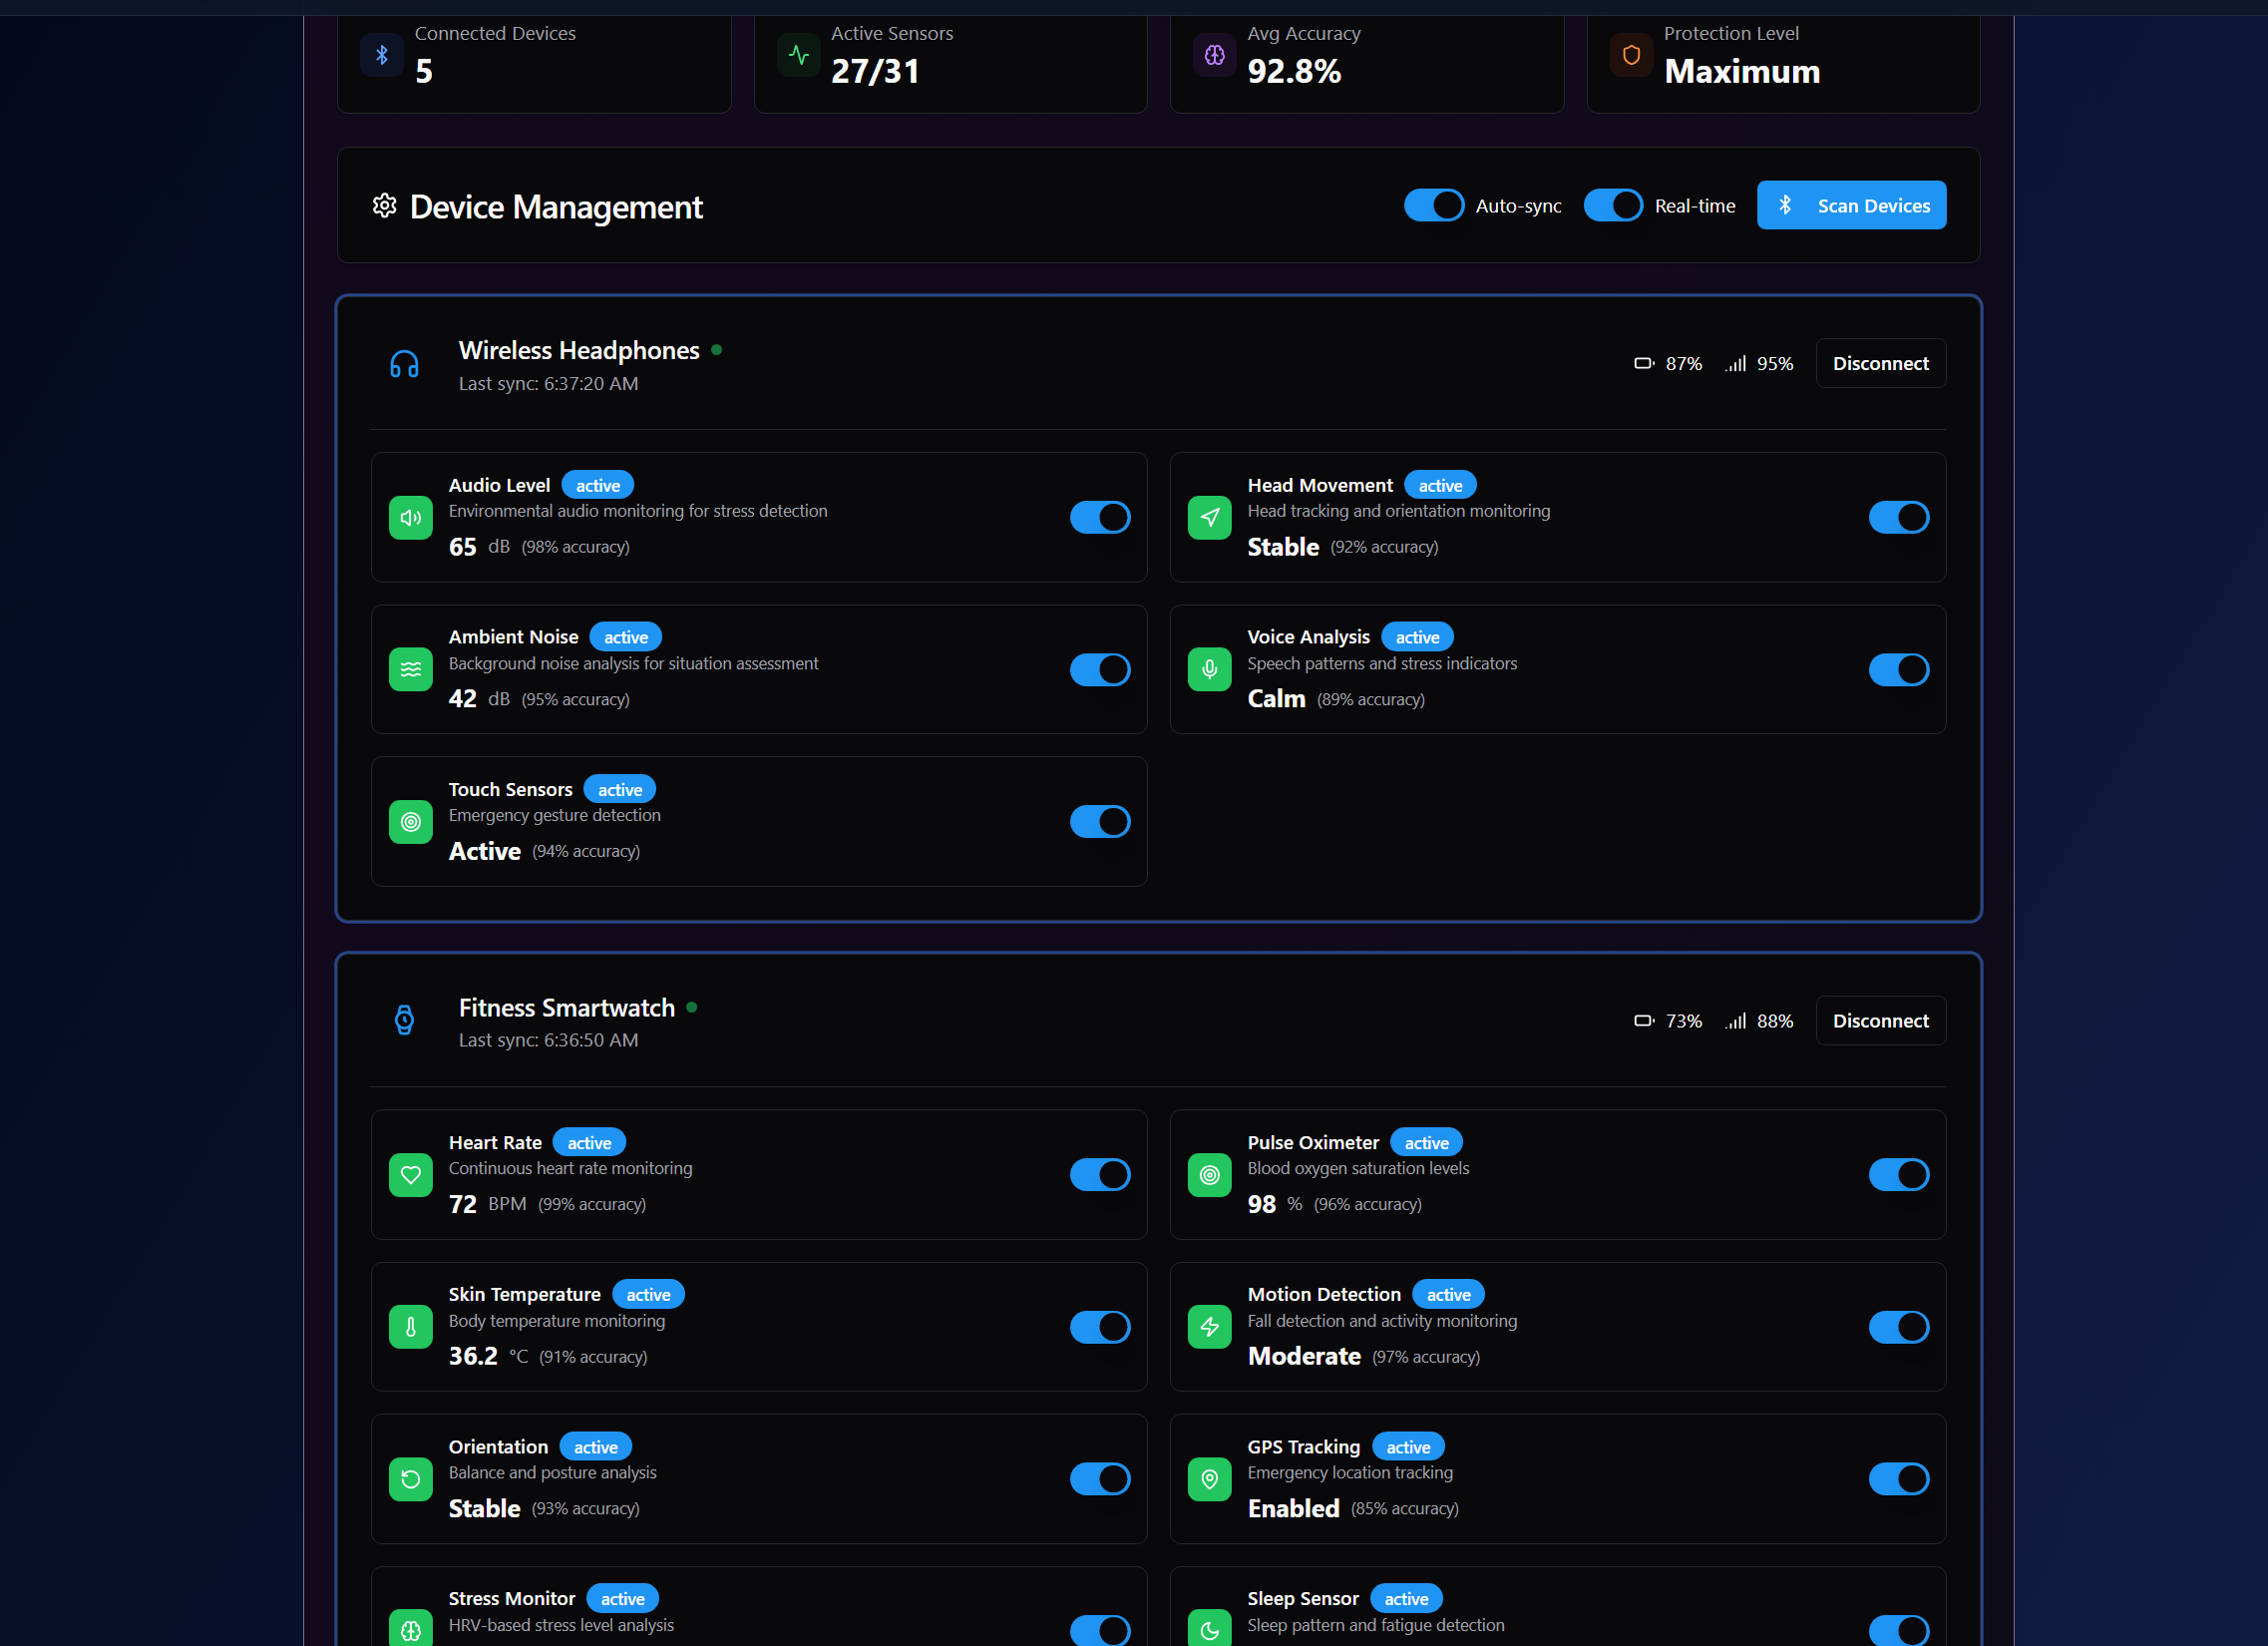 Connected Devices
5
Active Sensors
27/31
Avg Accuracy
92.8%
Protection Level
Maximum
Device Management
Auto-sync
Real-time
Scan Devices
Wireless Headphones
Last sync: 6:37:20 AM
87%
95%
Disconnect
Audio Level active
Environmental audio monitoring for stress detection
65 dB (98% accuracy)
Head Movement active
Head tracking and orientation monitoring
Stable (92% accuracy)
Ambient Noise active
Background noise analysis for situation assessment
42 dB (95% accuracy)
Voice Analysis active
Speech patterns and stress indicators
Calm (89% accuracy)
Touch Sensors active
Emergency gesture detection
Active (94% accuracy)
Fitness Smartwatch
Last sync: 6:36:50 AM
73%
88%
Disconnect
Heart Rate active
Continuous heart rate monitoring
72 BPM (99% accuracy)
Pulse Oximeter active
Blood oxygen saturation levels
98 % (96% accuracy)
Skin Temperature active
Body temperature monitoring
36.2 °C (91% accuracy)
Motion Detection active
Fall detection and activity monitoring
Moderate (97% accuracy)
Orientation active
Balance and posture analysis
Stable (93% accuracy)
GPS Tracking active
Emergency location tracking
Enabled (85% accuracy)
Stress Monitor active
HRV-based stress level analysis
Sleep Sensor active
Sleep pattern and fatigue detection